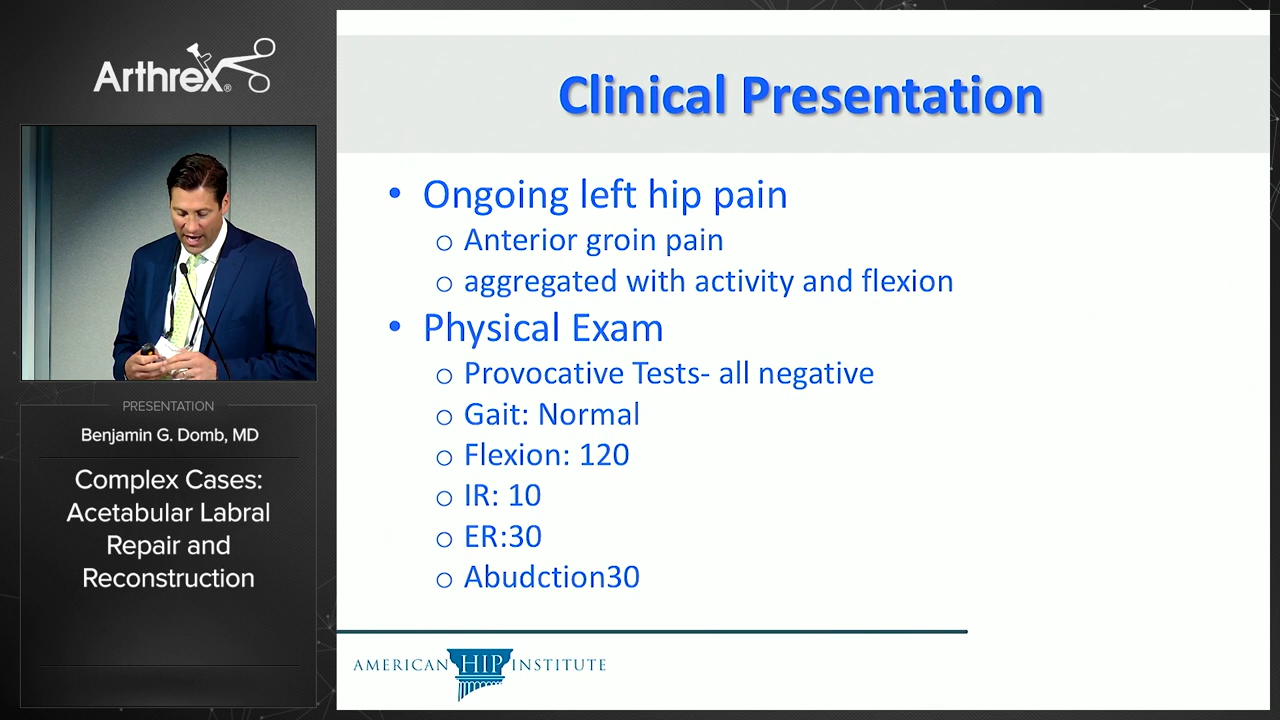 Arthrex®
PRESENTATION
Benjamin G. Domb, MD
Complex Cases:
Acetabular Labral
Repair and
Reconstruction
Clinical Presentation
• Ongoing left hip pain
o Anterior groin pain
o aggregated with activity and flexion
• Physical Exam
o Provocative Tests- all negative
o Gait: Normal
o Flexion: 120
o IR: 10
o ER:30
o Abudction30
AMERICAN HIP INSTITUTE